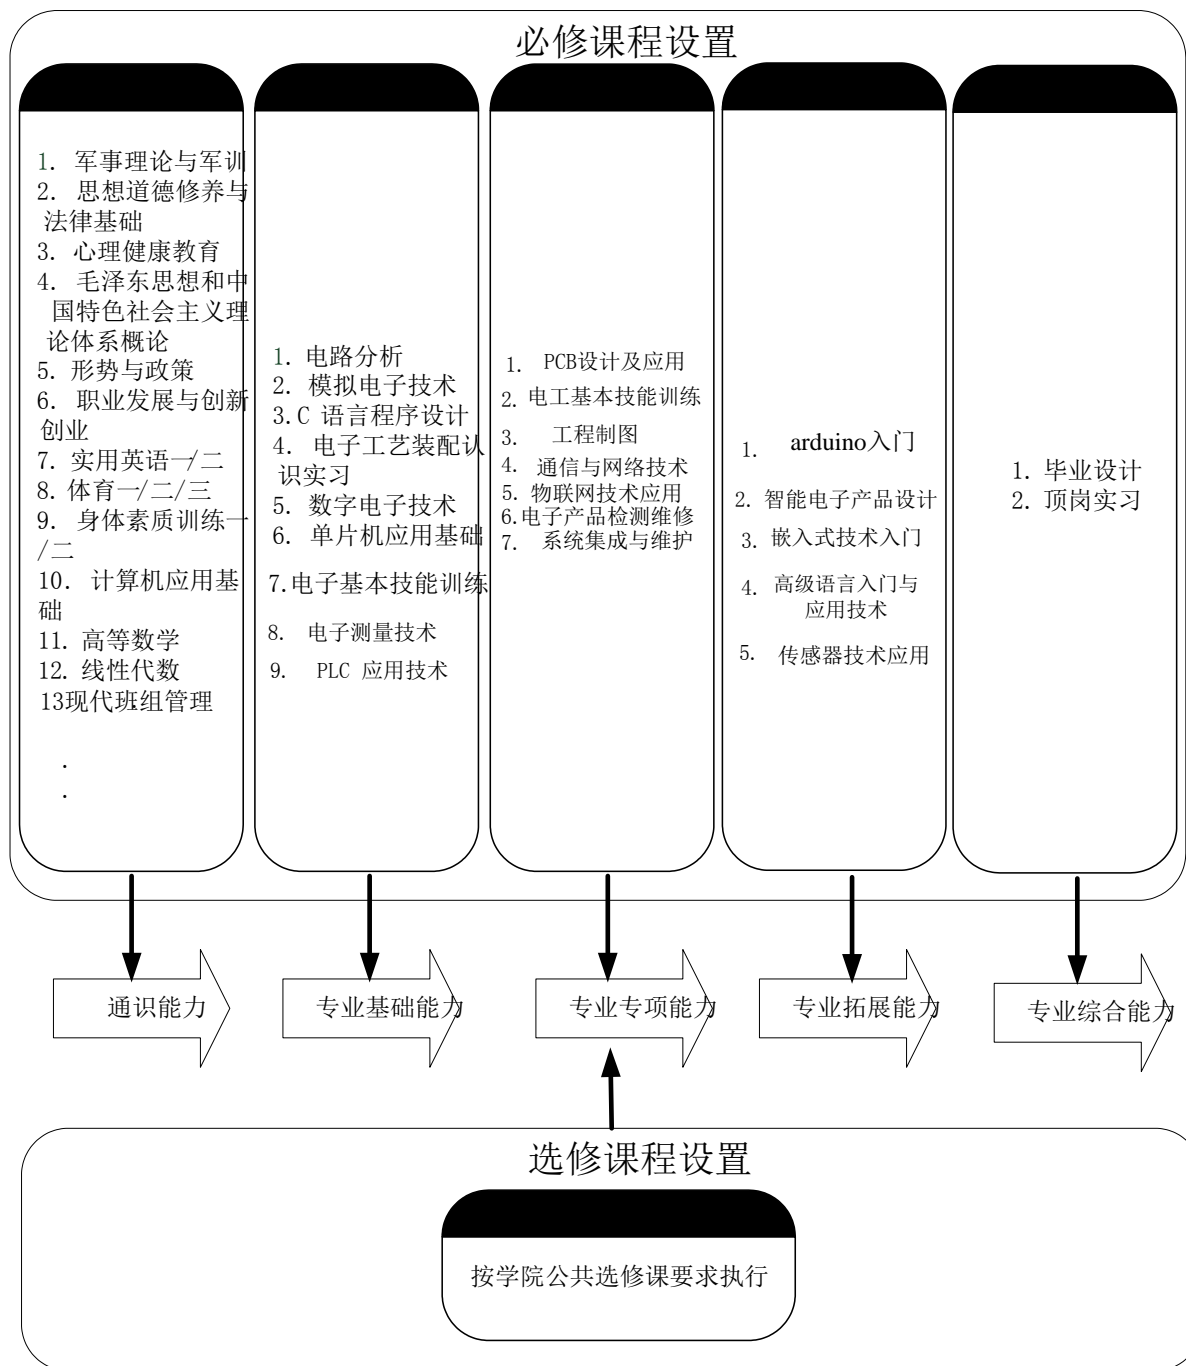 必修课程设置
1. 军事理论与军训
2. 思想道德修养与
法律基础
3. 心理健康教育
4. 毛泽东思想和中
国特色社会主义理
论体系概论
5. 形势与政策
6. 职业发展与创新
创业
7. 实用英语一/二
8. 体育一/二/三
9. 身体素质训练一
/二
10. 计算机应用基
础
11. 高等数学
12. 线性代数
13现代班组管理
.
.
1. 电路分析
2. 模拟电子技术
3.C 语言程序设计
4. 电子工艺装配认
识实习
5. 数字电子技术
6. 单片机应用基础
7.电子基本技能训练
8. 电子测量技术
9. PLC 应用技术
1. PCB设计及应用
2. 电工基本技能训练
3. 工程制图
4. 通信与网络技术
5. 物联网技术应用
6.电子产品检测维修
7. 系统集成与维护
1. arduino入门
2. 智能电子产品设计
3. 嵌入式技术入门
4. 高级语言入门与
应用技术
5. 传感器技术应用
1. 毕业设计
2. 顶岗实习
通识能力
专业基础能力
专业专项能力
专业拓展能力
专业综合能力
选修课程设置
按学院公共选修课要求执行